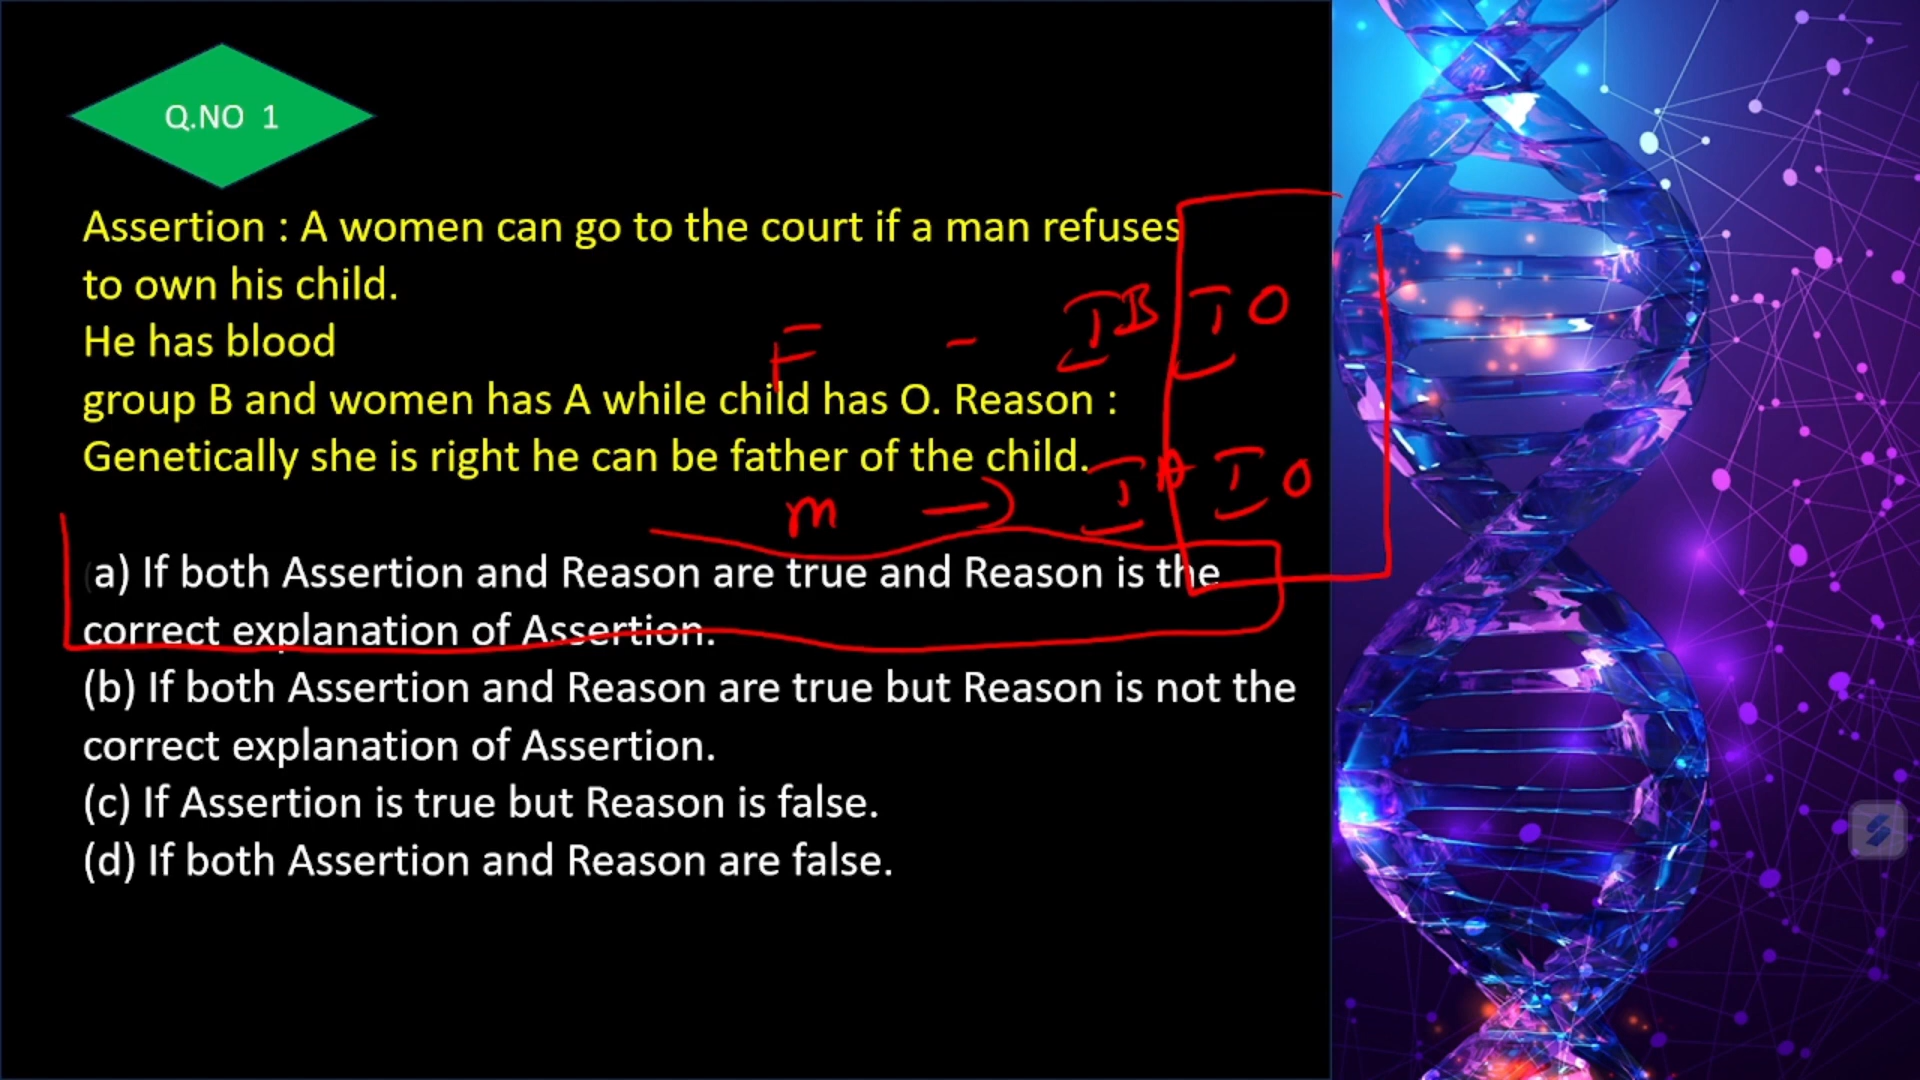 Q.NO 1
Assertion : A women can go to the court if a man refuses
to own his child.
He has blood
F - IB IO
group B and women has A while child has O. Reason :
Genetically she is right he can be father of the child.
m → IA IO
(a) If both Assertion and Reason are true and Reason is the
correct explanation of Assertion.
(b) If both Assertion and Reason are true but Reason is not the
correct explanation of Assertion.
(c) If Assertion is true but Reason is false.
(d) If both Assertion and Reason are false.